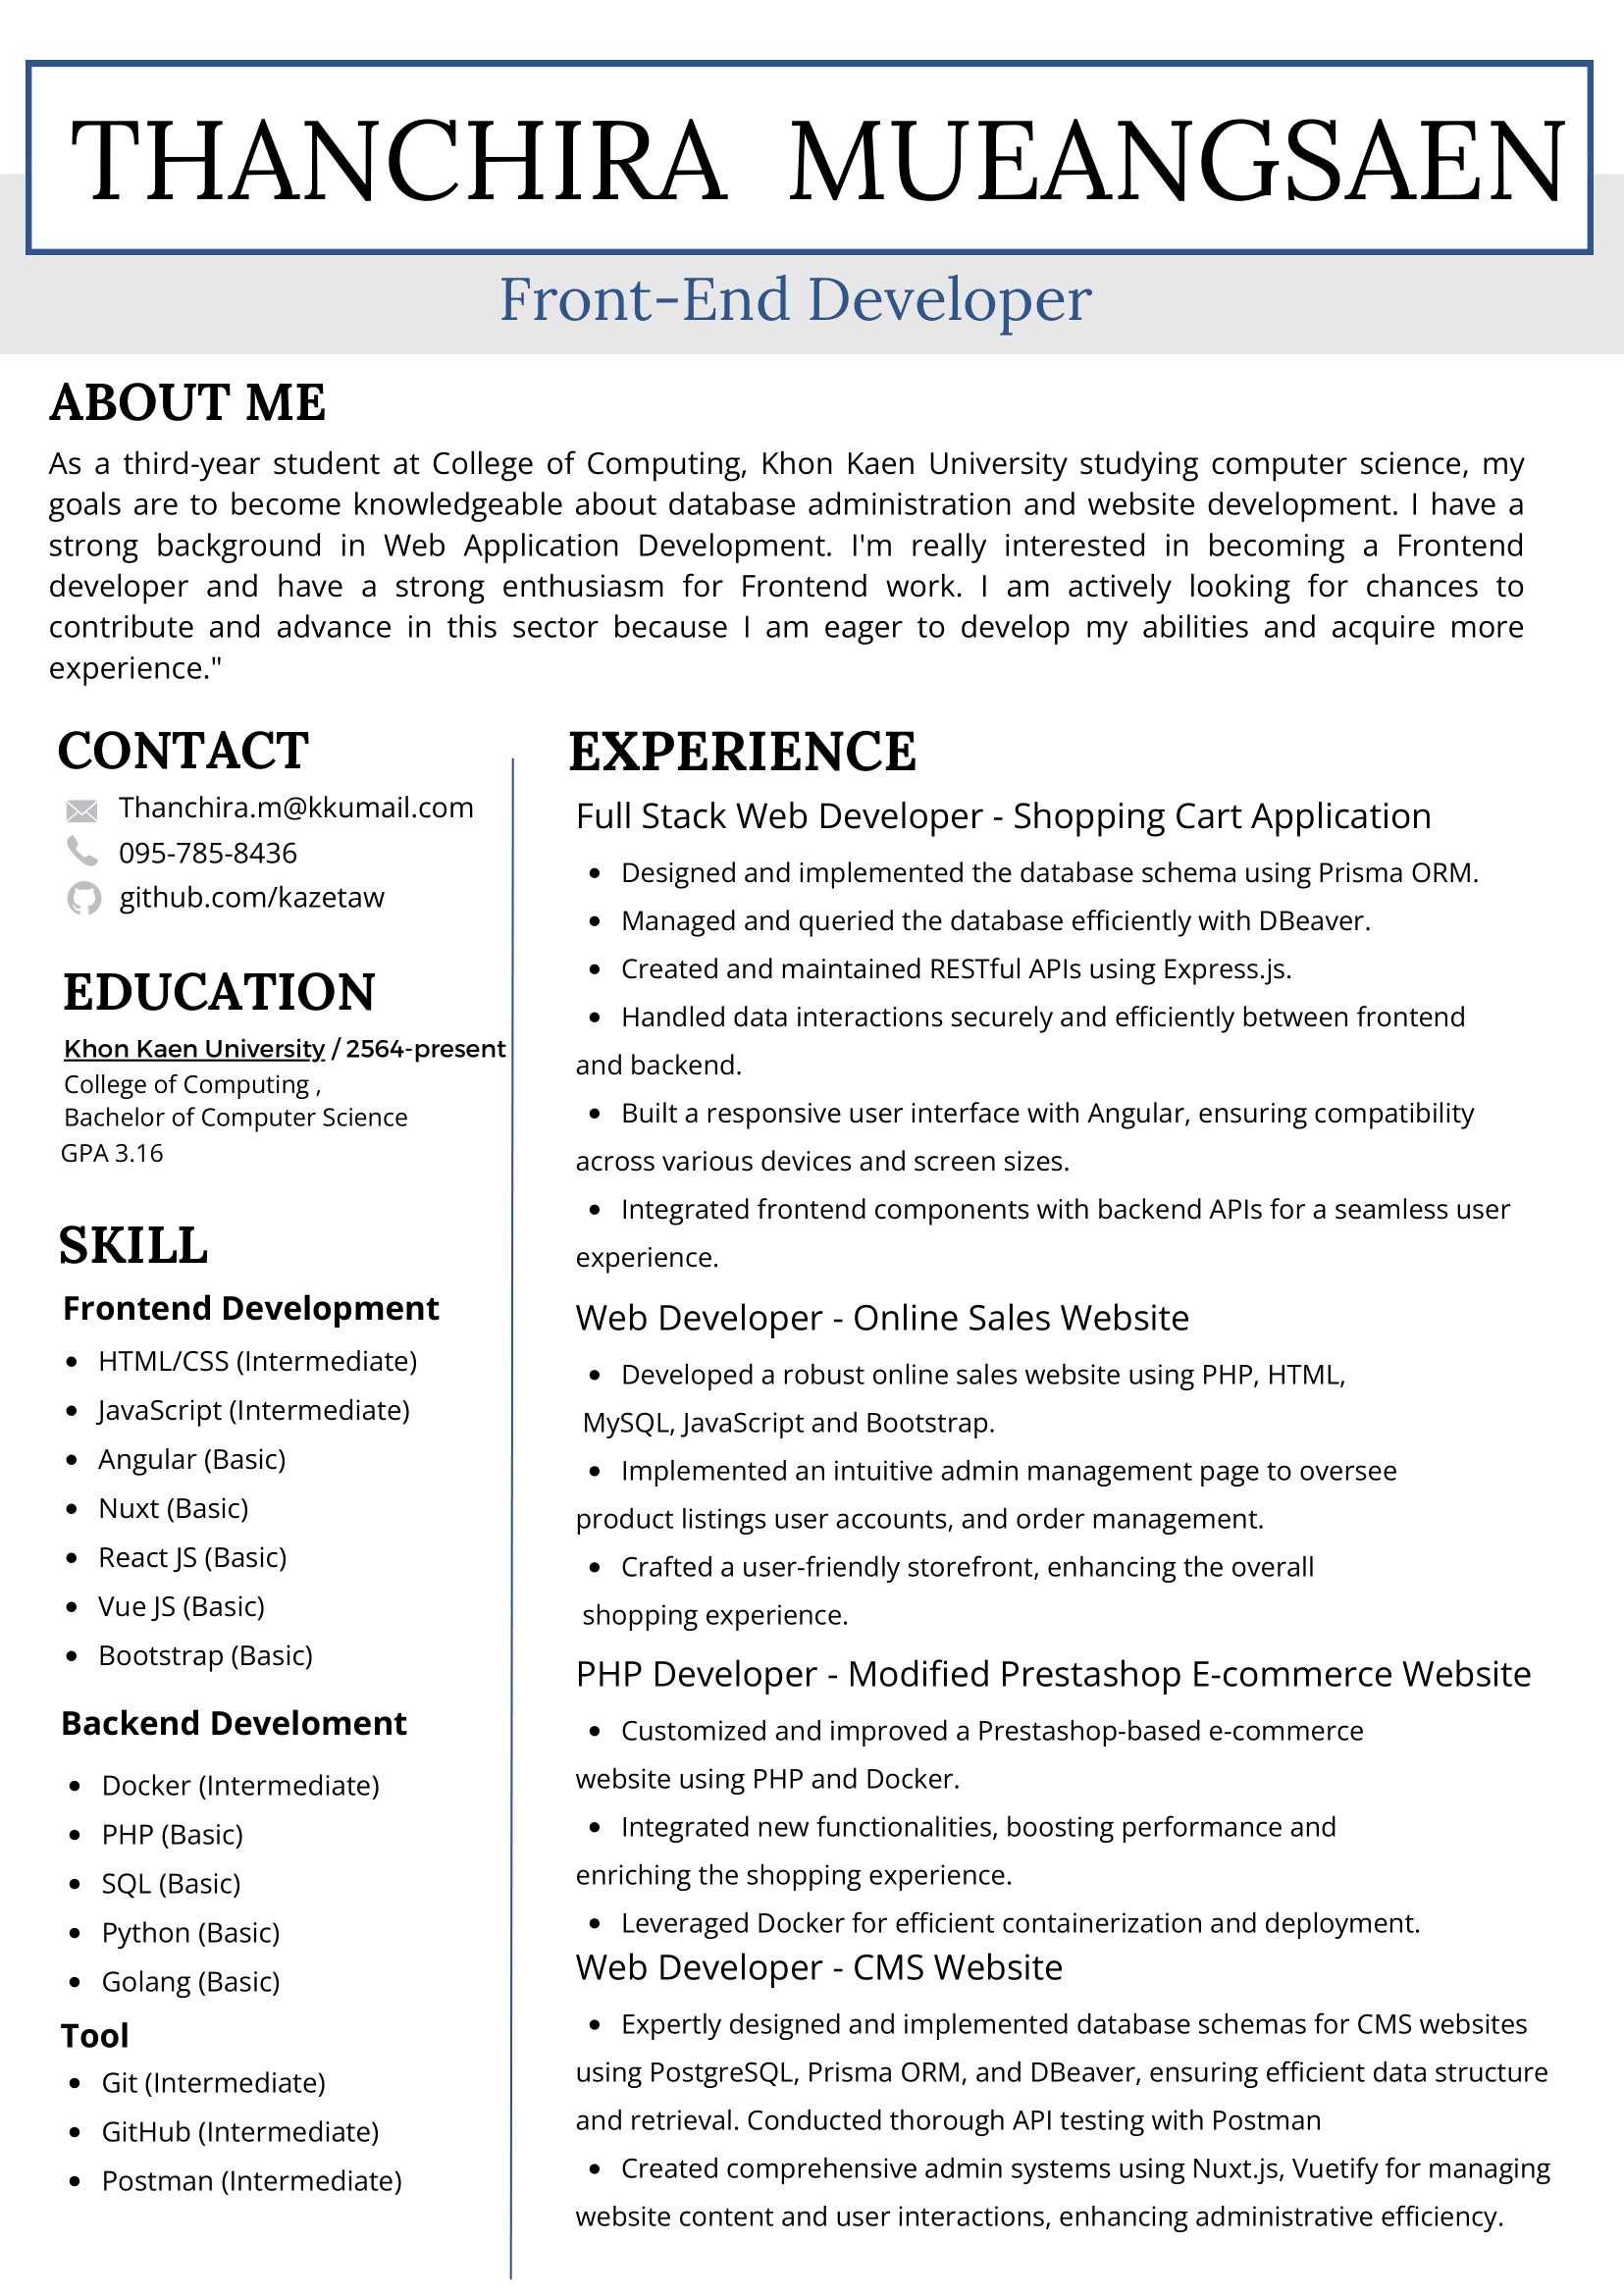 THANCHIRA MUEANGSAEN
Front-End Developer
ABOUT ME
As a third-year student at College of Computing, Khon Kaen University studying computer science, my
goals are to become knowledgeable about database administration and website development. I have a
strong background in Web Application Development. I'm really interested in becoming a Frontend
developer and have a strong enthusiasm for Frontend work. I am actively looking for chances to
contribute and advance in this sector because I am eager to develop my abilities and acquire more
experience."
CONTACT
Thanchira.m@kkumail.com
095-785-8436
github.com/kazetaw
EDUCATION
Khon Kaen University / 2564-present
College of Computing ,
Bachelor of Computer Science
GPA 3.16
SKILL
Frontend Development
• HTML/CSS (Intermediate)
• JavaScript (Intermediate)
• Angular (Basic)
• Nuxt (Basic)
• React JS (Basic)
• Vue JS (Basic)
• Bootstrap (Basic)
Backend Develoment
• Docker (Intermediate)
• PHP (Basic)
• SQL (Basic)
• Python (Basic)
• Golang (Basic)
Tool
• Git (Intermediate)
• GitHub (Intermediate)
• Postman (Intermediate)
EXPERIENCE
Full Stack Web Developer - Shopping Cart Application
• Designed and implemented the database schema using Prisma ORM.
• Managed and queried the database efficiently with DBeaver.
• Created and maintained RESTful APIs using Express.js.
• Handled data interactions securely and efficiently between frontend
and backend.
• Built a responsive user interface with Angular, ensuring compatibility
across various devices and screen sizes.
• Integrated frontend components with backend APIs for a seamless user
experience.
Web Developer - Online Sales Website
• Developed a robust online sales website using PHP, HTML,
MySQL, JavaScript and Bootstrap.
• Implemented an intuitive admin management page to oversee
product listings user accounts, and order management.
• Crafted a user-friendly storefront, enhancing the overall
shopping experience.
PHP Developer - Modified Prestashop E-commerce Website
• Customized and improved a Prestashop-based e-commerce
website using PHP and Docker.
• Integrated new functionalities, boosting performance and
enriching the shopping experience.
• Leveraged Docker for efficient containerization and deployment.
Web Developer - CMS Website
• Expertly designed and implemented database schemas for CMS websites
using PostgreSQL, Prisma ORM, and DBeaver, ensuring efficient data structure
and retrieval. Conducted thorough API testing with Postman
• Created comprehensive admin systems using Nuxt.js, Vuetify for managing
website content and user interactions, enhancing administrative efficiency.